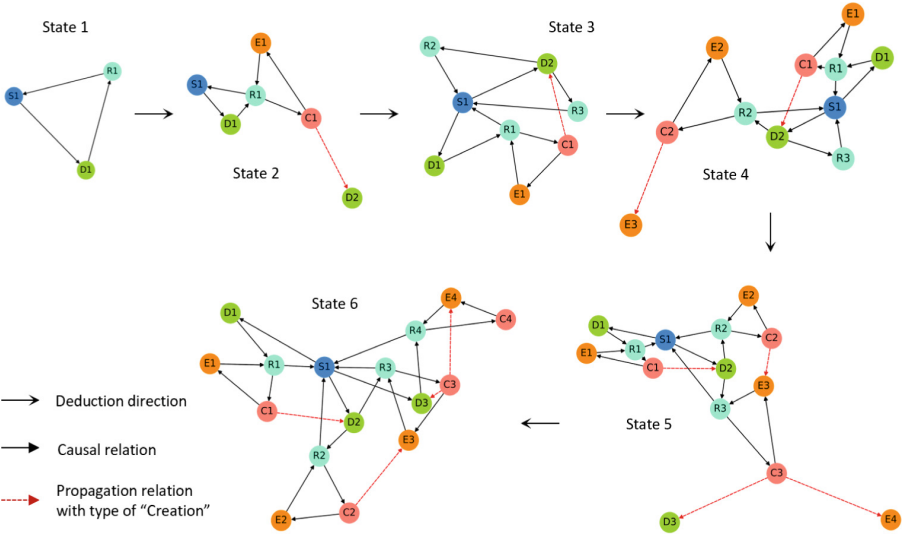 State 1
R1
S1
D1
State 2
E1
S1
R1
D1
C1
D2
State 3
R2
D2
S1
R3
R1
C1
D1
E1
State 4
E1
E2
D1
C1
R1
R2
S1
C2
D2
R3
E3
State 5
E2
D1
R2
S1
C2
R1
E1
C1
D2
E3
R3
C3
D3
E4
State 6
E4
D1
C4
R4
E1
R1
S1
R3
C3
C1
D3
D2
E3
R2
E2
C2
Deduction direction
Causal relation
Propagation relation
with type of “Creation”